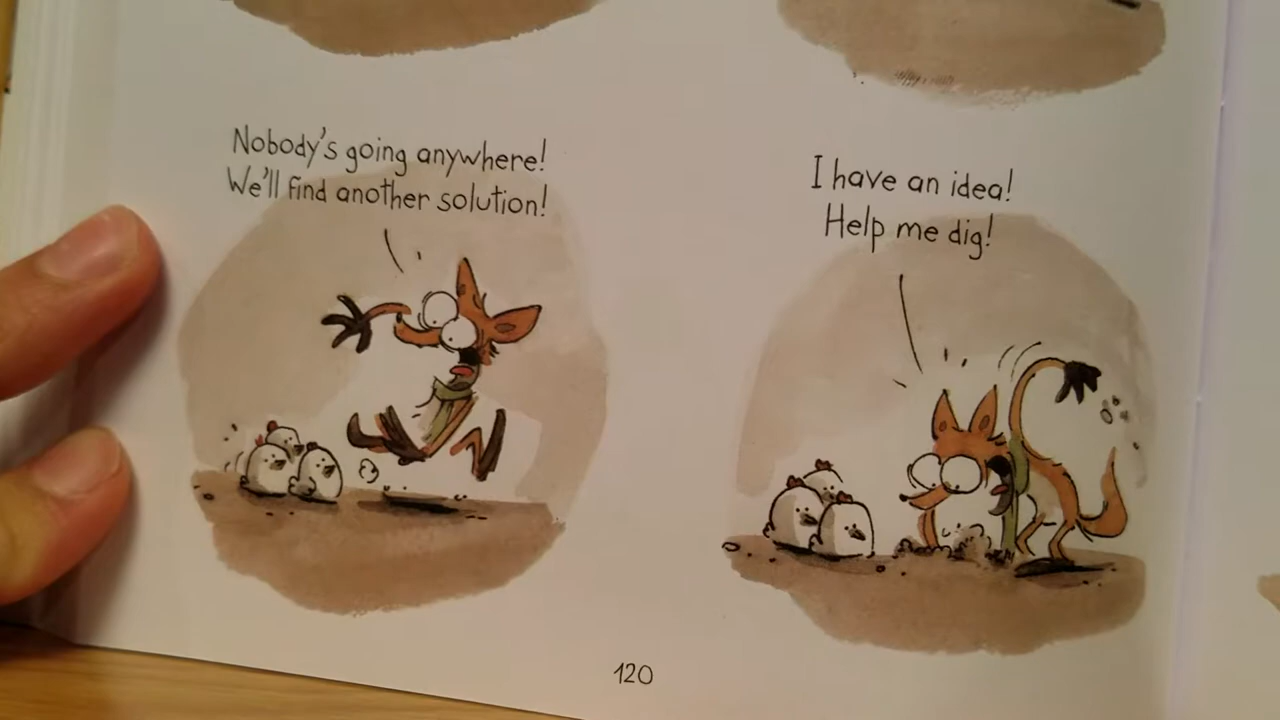 Nobody's going anywhere!
We'll find another solution!
I have an idea!
Help me dig!
120